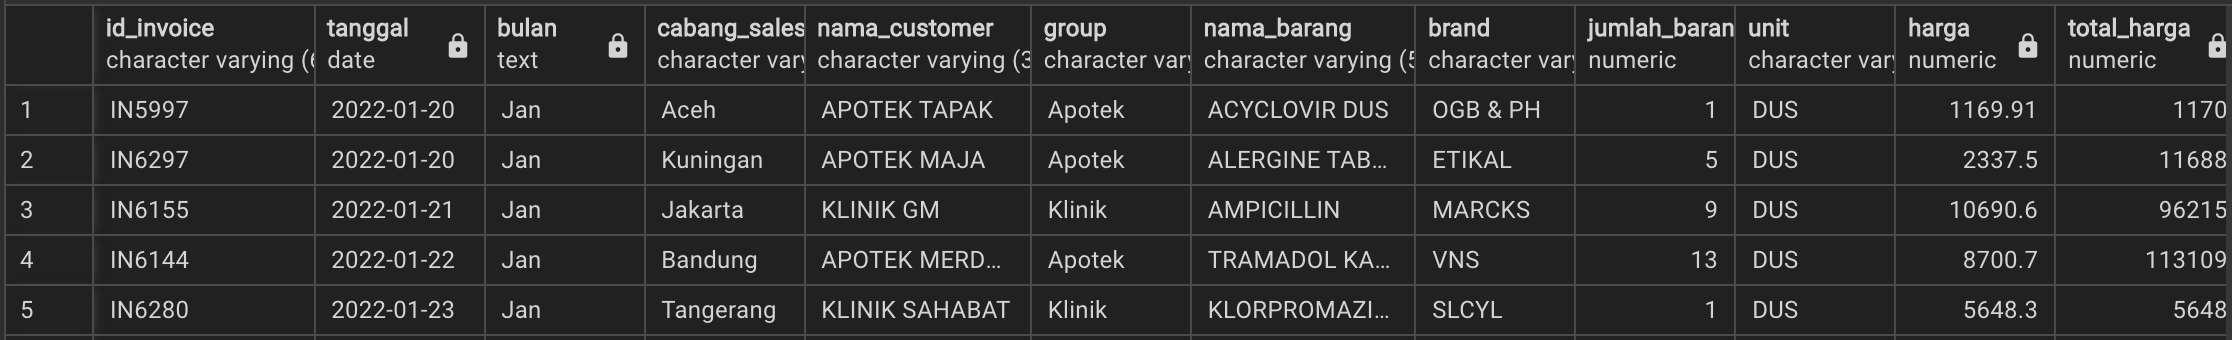 id_invoice tanggal bulan cabang_sales nama_customer group nama_barang brand jumlah_baran unit harga total_harga
character varying (6 date text character vary character varying (3 character vary character varying (5 character vary numeric character vary numeric numeric
1 IN5997 2022-01-20 Jan Aceh APOTEK TAPAK Apotek ACYCLOVIR DUS OGB & PH 1 DUS 1169.91 1170
2 IN6297 2022-01-20 Jan Kuningan APOTEK MAJA Apotek ALERGINE TAB... ETIKAL 5 DUS 2337.5 11688
3 IN6155 2022-01-21 Jan Jakarta KLINIK GM Klinik AMPICILLIN MARCKS 9 DUS 10690.6 96215
4 IN6144 2022-01-22 Jan Bandung APOTEK MERD... Apotek TRAMADOL KA... VNS 13 DUS 8700.7 113109
5 IN6280 2022-01-23 Jan Tangerang KLINIK SAHABAT Klinik KLORPROMAZI... SLCYL 1 DUS 5648.3 5648